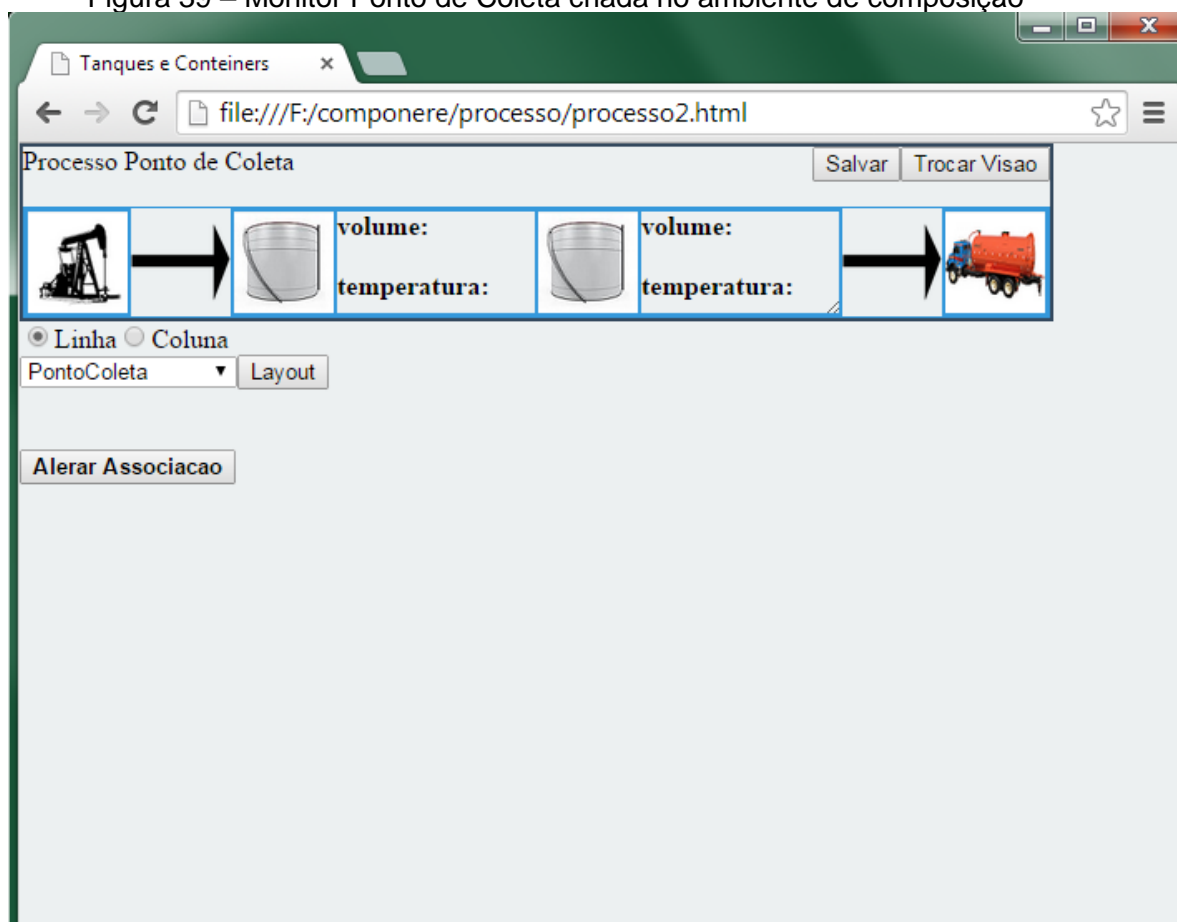 Figura 39 – Monitor Ponto de Coleta criada no ambiente de composição
Tanques e Conteiners
file:///F:/componere/processo/processo2.html
Processo Ponto de Coleta Salvar Trocar Visao
volume: volume:
temperatura: temperatura:
Linha Coluna
PontoColeta Layout
Alerar Associacao